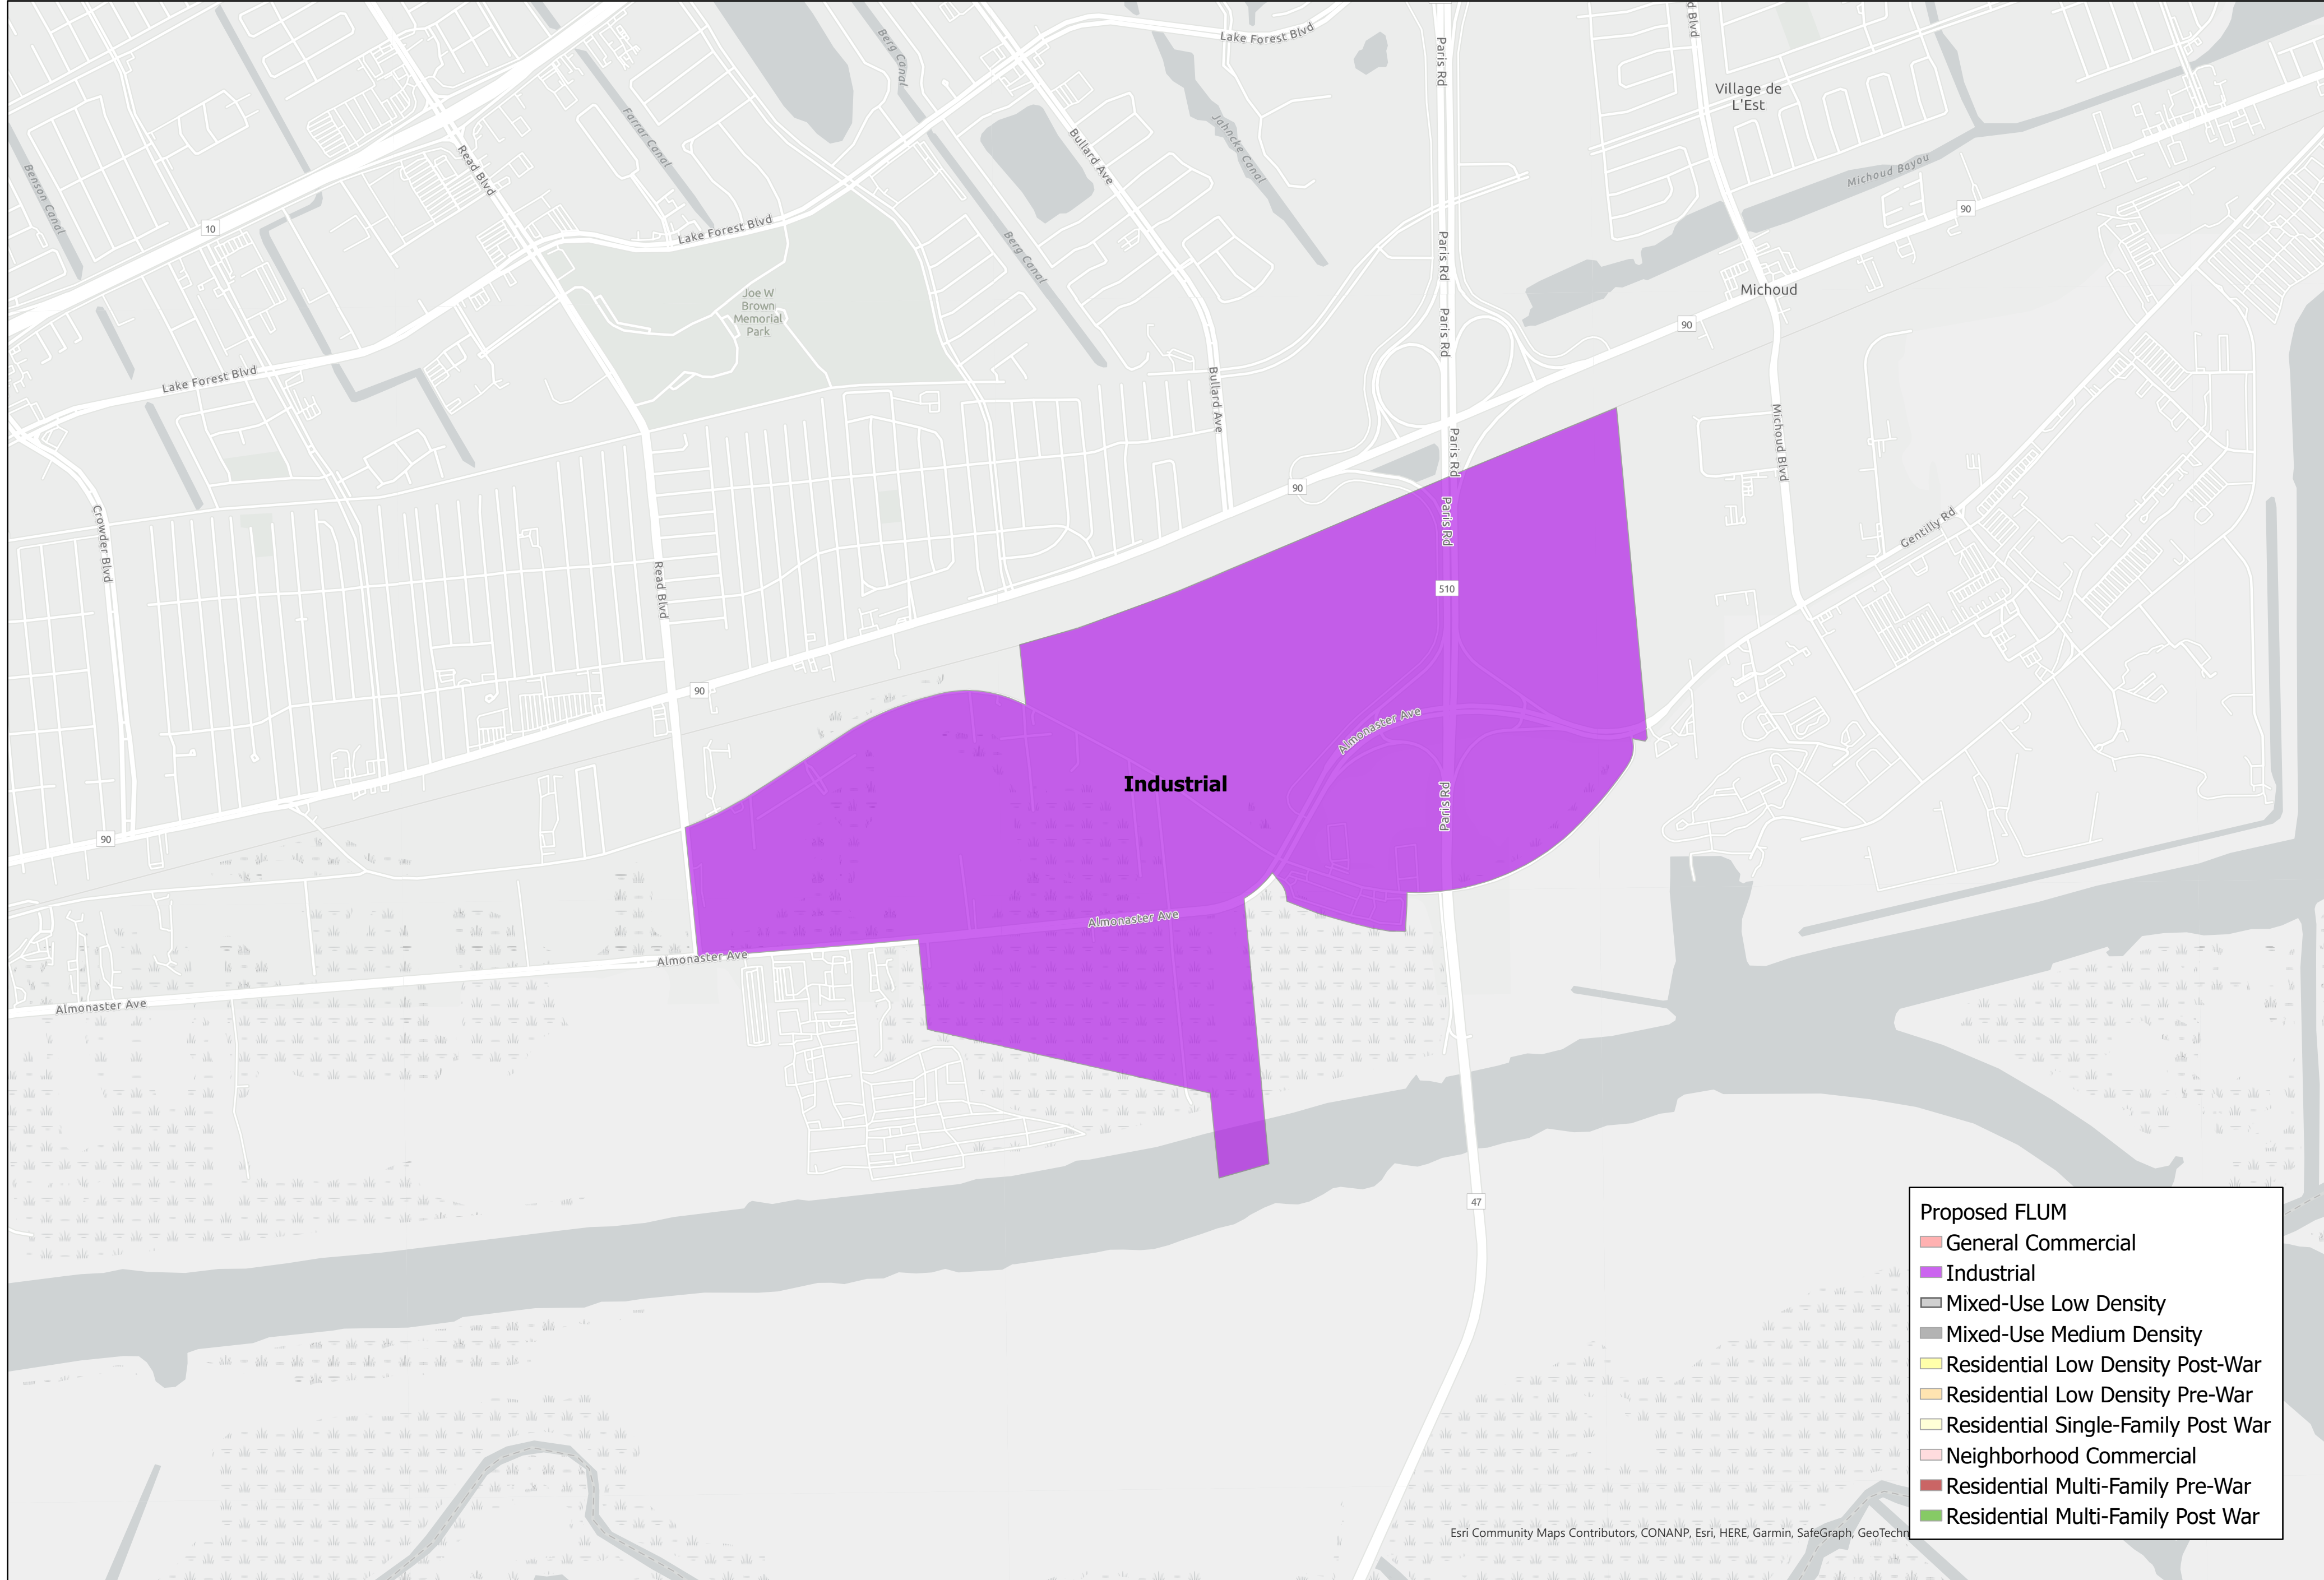 Lake Forest Blvd
Paris Rd
d Blvd
Berg Canal
Village de
L'Est
Farrar Canal
Bullard Ave
Jahncke Canal
Read Blvd
Benson Canal
Michoud Bayou
90
10
Lake Forest Blvd
Berg Canal
Paris Rd
Joe W
Brown
Memorial
Park
Michoud
90
Paris Rd
Lake Forest Blvd
Bullard Ave
Michoud Blvd
Paris Rd
90
Paris Rd
Crowder Blvd
Gentilly Rd
Read Blvd
510
90
Almonaster Ave
Industrial
Paris Rd
90
Almonaster Ave
Almonaster Ave
Almonaster Ave
47
Proposed FLUM
General Commercial
Industrial
Mixed-Use Low Density
Mixed-Use Medium Density
Residential Low Density Post-War
Residential Low Density Pre-War
Residential Single-Family Post War
Neighborhood Commercial
Residential Multi-Family Pre-War
Residential Multi-Family Post War
Esri Community Maps Contributors, CONANP, Esri, HERE, Garmin, SafeGraph, GeoTechn